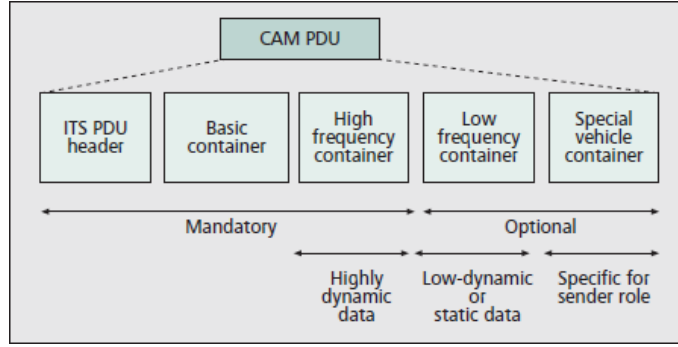 CAM PDU
ITS PDU
header
Basic
container
High
frequency
container
Low
frequency
container
Special
vehicle
container
Mandatory
Optional
Highly
dynamic
data
Low-dynamic
or
static data
Specific for
sender role